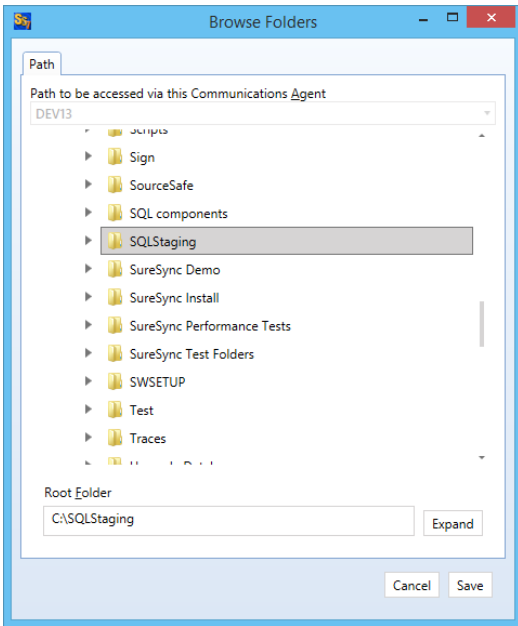 Browse Folders
Path
Path to be accessed via this Communications Agent
DEV13
Scripts
Sign
SourceSafe
SQL components
SQLStaging
SureSync Demo
SureSync Install
SureSync Performance Tests
SureSync Test Folders
SWSETUP
Test
Traces
Root Folder
C:\SQLStaging
Expand
Cancel Save